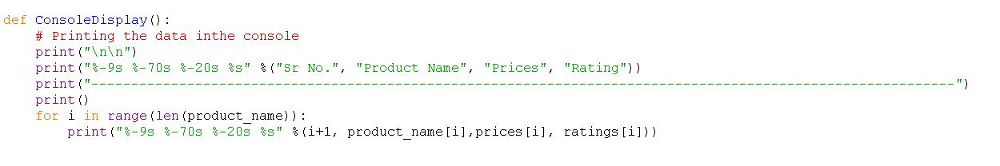 def ConsoleDisplay():
    # Printing the data inthe console
    print("\n\n")
    print("%-9s %-70s %-20s %s" %("Sr No.", "Product Name", "Prices", "Rating"))
    print("------------------------------------------------------------------------------------------------------------")
    print()
    for i in range(len(product_name)):
        print("%-9s %-70s %-20s %s" %(i+1, product_name[i],prices[i], ratings[i]))